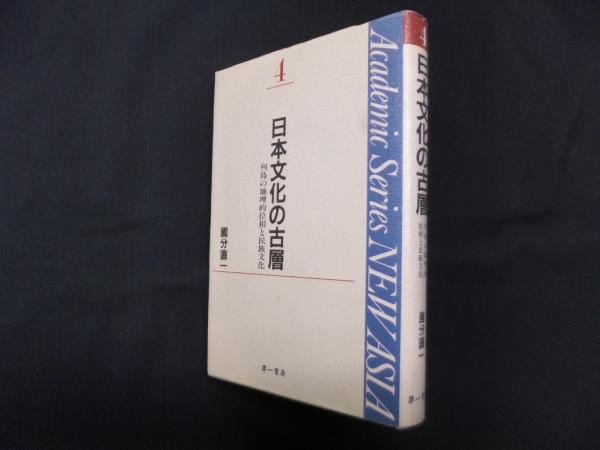 4
日本文化の古層
列島の地理的位相と民族文化
國分直一
第一書房
Academic Series NEW ASIA
4
日本文化の古層
列島の地理的位相と民族文化
國分直一
第一書房